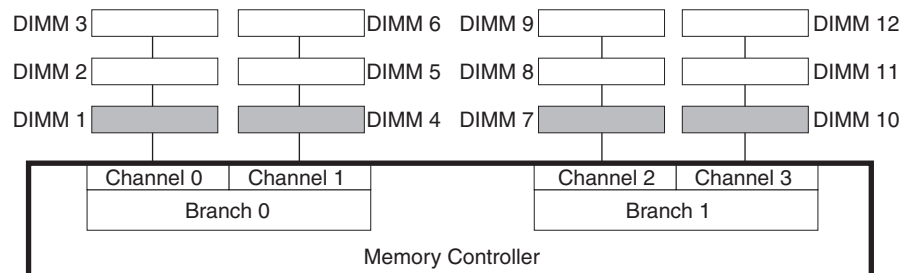 DIMM 3 DIMM 6 DIMM 9 DIMM 12
DIMM 2 DIMM 5 DIMM 8 DIMM 11
DIMM 1 DIMM 4 DIMM 7 DIMM 10
Channel 0 Channel 1 Channel 2 Channel 3
Branch 0 Branch 1
Memory Controller